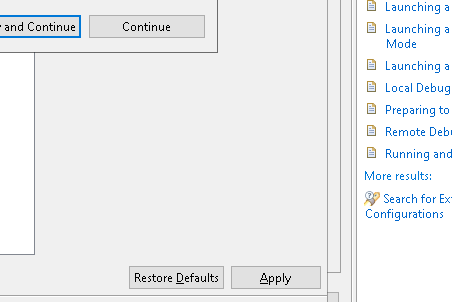 and Continue
Continue
Restore Defaults
Apply
Launching a
Launching a
Mode
Launching a
Local Debug
Preparing to
Remote Deb
Running and
More results:
Search for Ex
Configurations